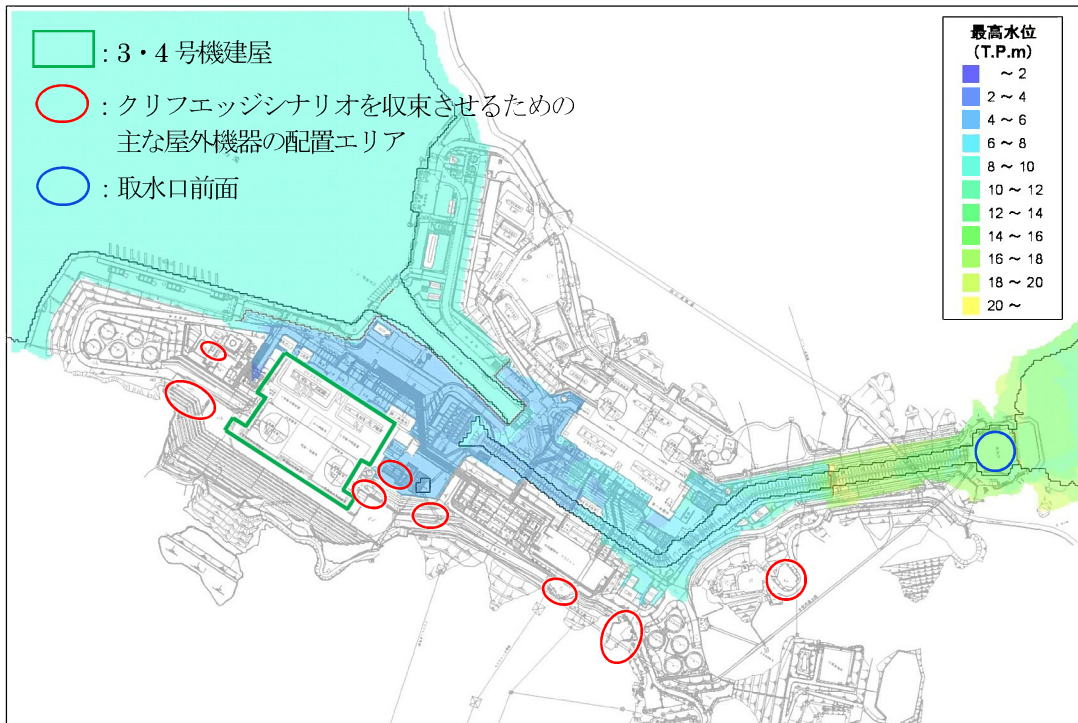 : 3・4 号機建屋
: クリフエッジシナリオを収束させるための
主な屋外機器の配置エリア
: 取水口前面
最高水位
(T.P.m)
～ 2
2 ～ 4
4 ～ 6
6 ～ 8
8 ～ 10
10 ～ 12
12 ～ 14
14 ～ 16
16 ～ 18
18 ～ 20
20 ～